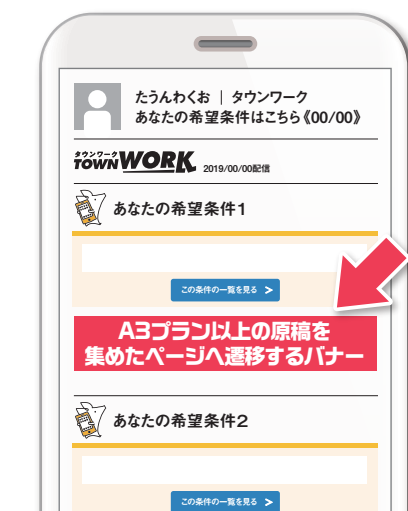 たうんわくお | タウンワーク
あなたの希望条件はこちら《00/00》
タウンワーク
TOWNWORK 2019/00/00配信
あなたの希望条件1
この条件の一覧を見る >
A3プラン以上の原稿を
集めたページへ遷移するバナー
あなたの希望条件2
この条件の一覧を見る >